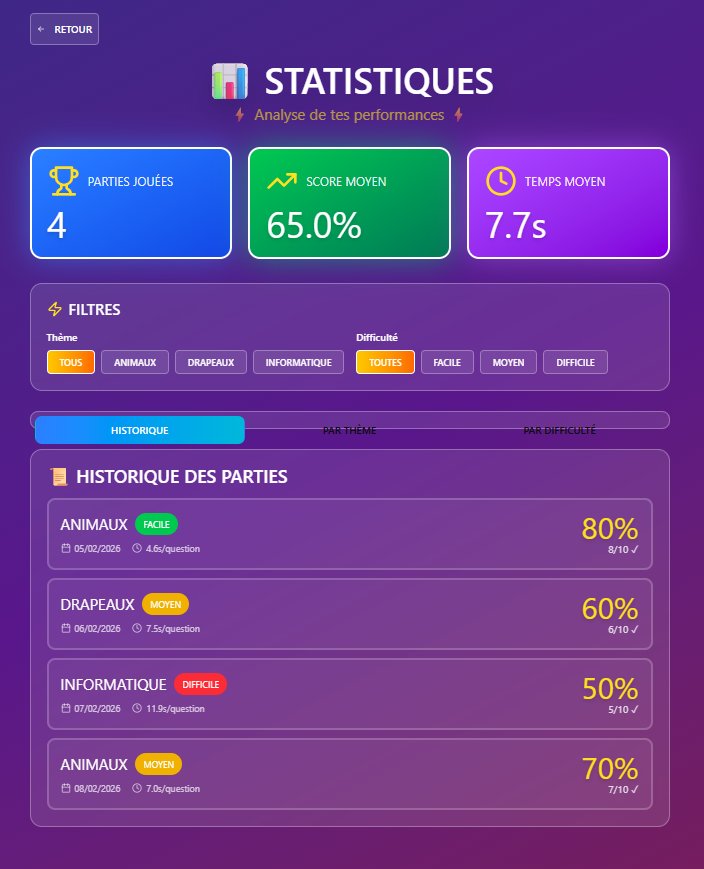 RETOUR
STATISTIQUES
Analyse de tes performances
PARTIES JOUÉES
4
SCORE MOYEN
65.0%
TEMPS MOYEN
7.7s
FILTRES
Thème
TOUS ANIMAUX DRAPEAUX INFORMATIQUE
Difficulté
TOUTES FACILE MOYEN DIFFICILE
HISTORIQUE PAR THÈME PAR DIFFICULTÉ
HISTORIQUE DES PARTIES
ANIMAUX FACILE
05/02/2026 4.6s/question
80%
8/10 ✓
DRAPEAUX MOYEN
06/02/2026 7.5s/question
60%
6/10 ✓
INFORMATIQUE DIFFICILE
07/02/2026 11.9s/question
50%
5/10 ✓
ANIMAUX MOYEN
08/02/2026 7.0s/question
70%
7/10 ✓